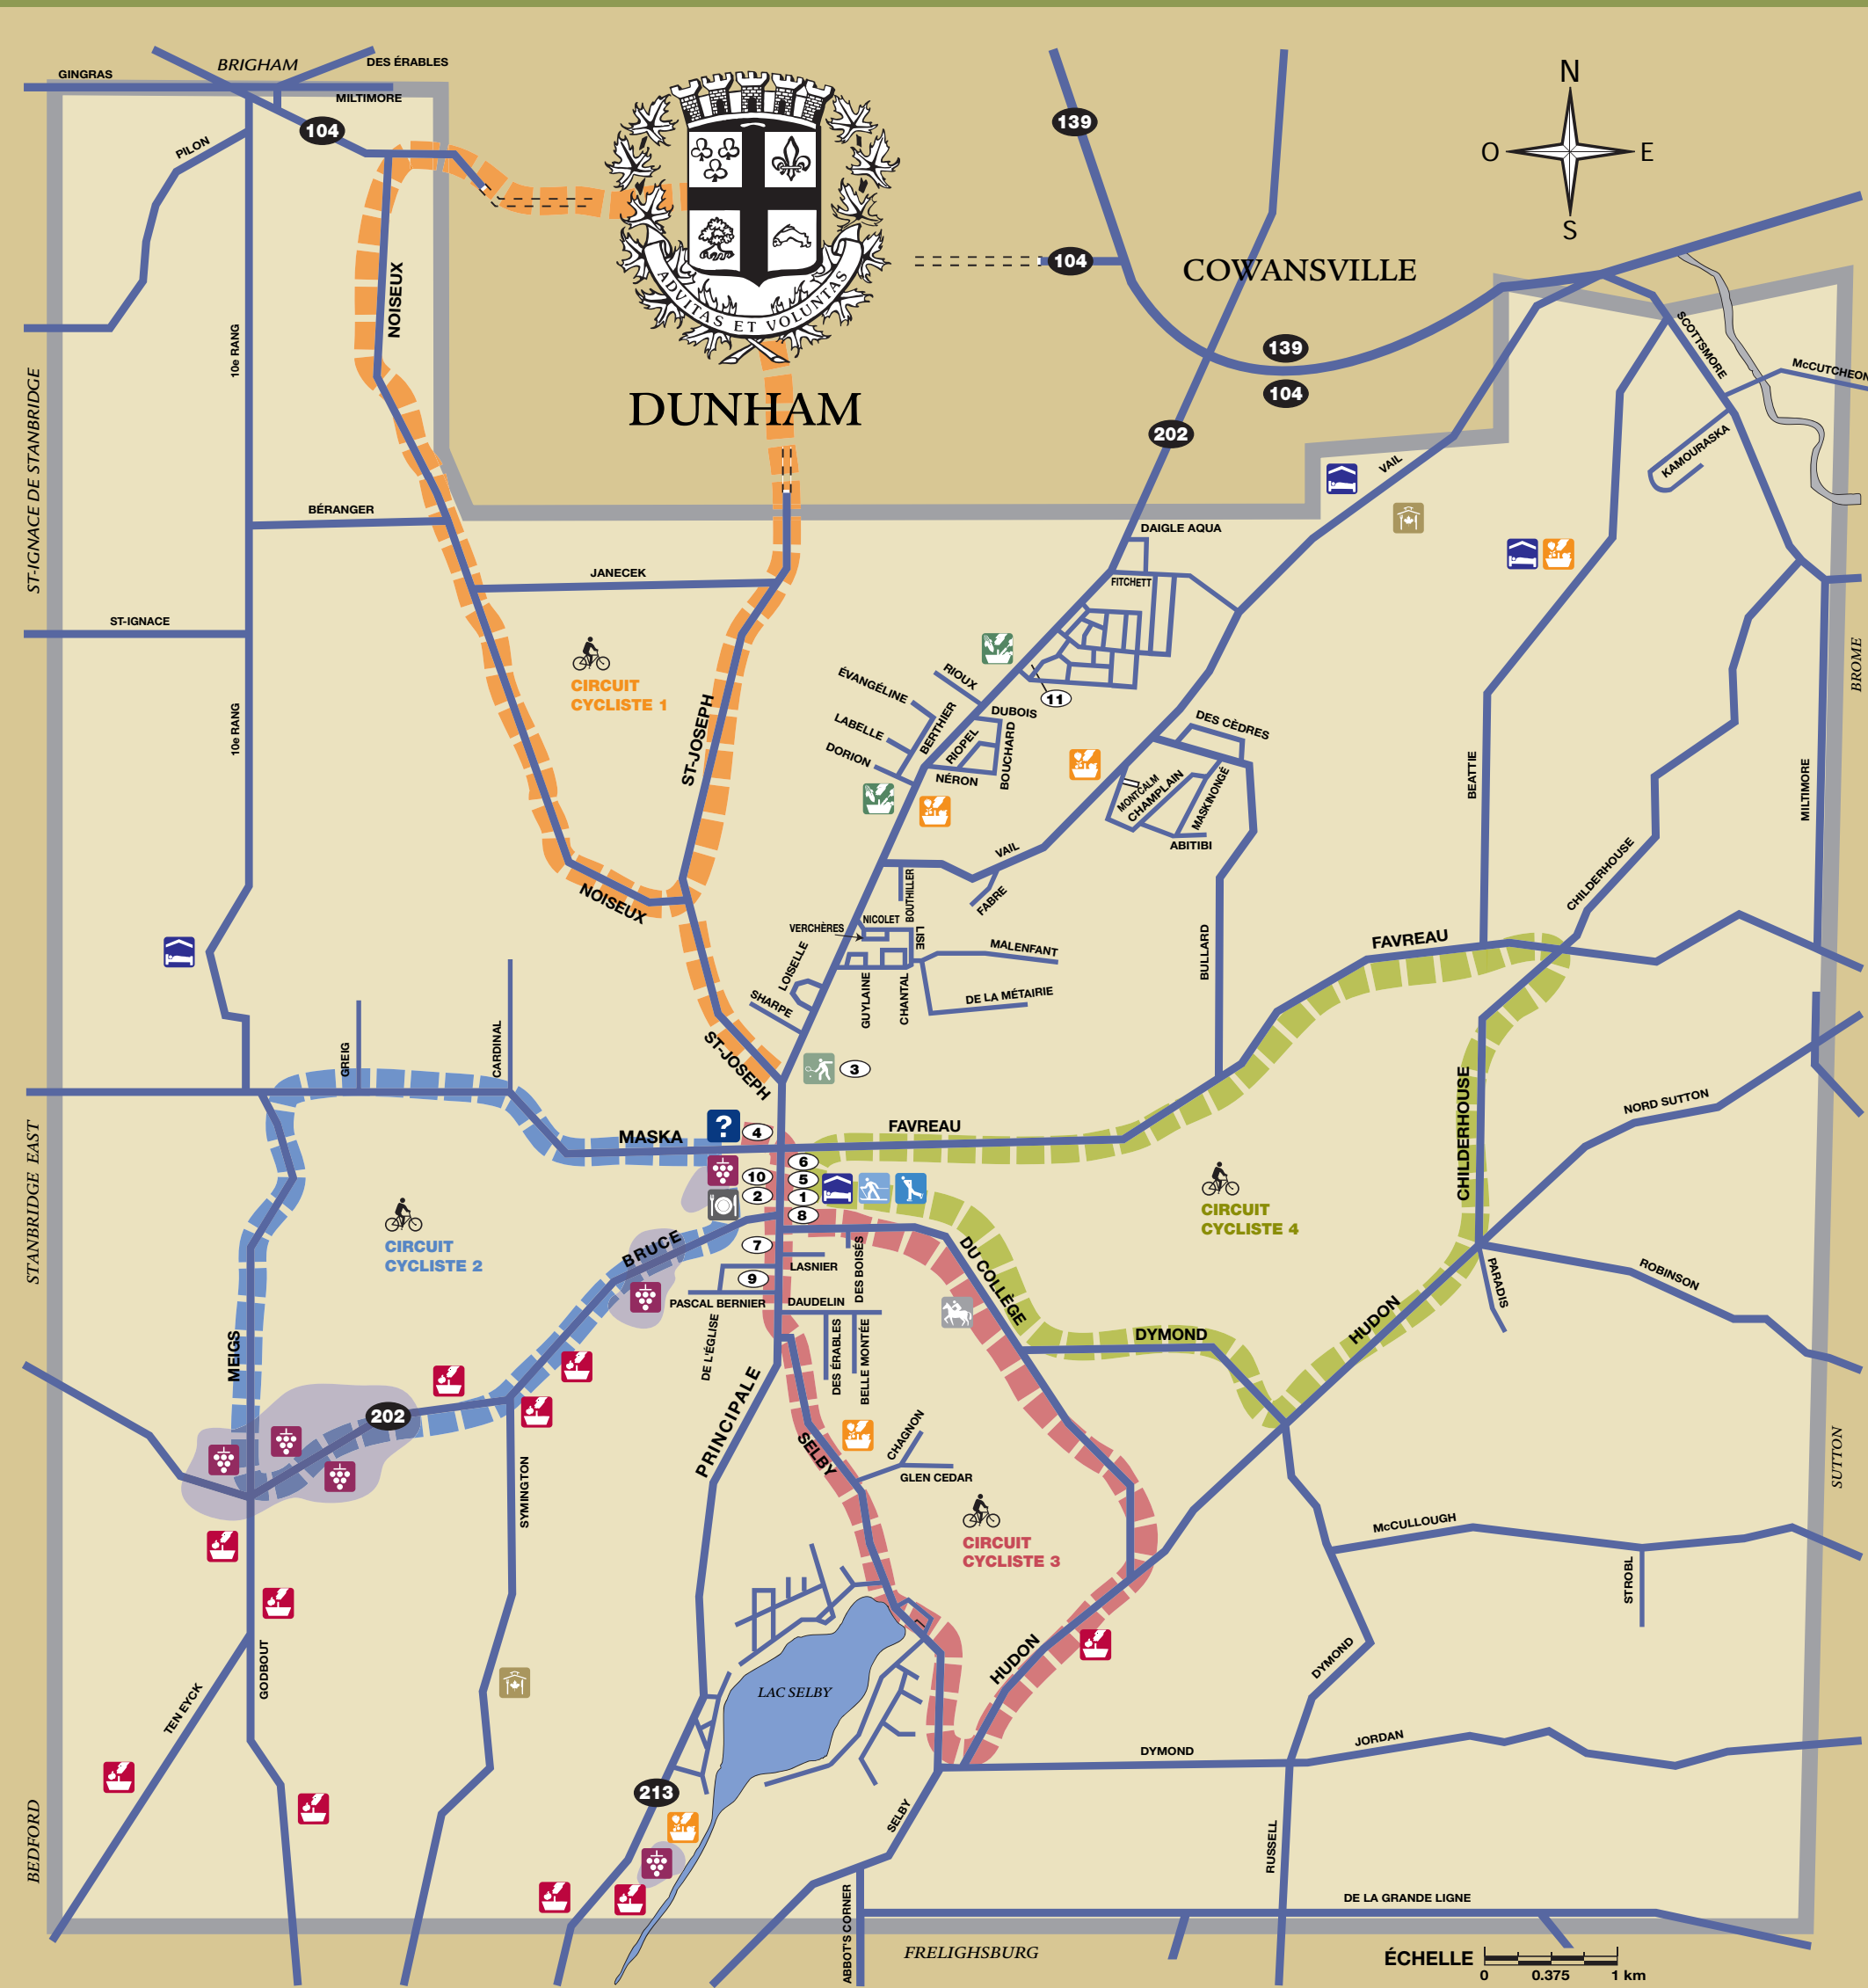 BRIGHAM
DES ÉRABLES
GINGRAS
MILTIMORE
104
PILON
139
N
O
E
S
NOISEUX
ADVITAS ET VOLUNTAS
104
COWANSVILLE
10e RANG
139
104
SCOTTSMORE
McCUTCHEON
ST-IGNACE DE STANBRIDGE
DUNHAM
202
VAIL
KAMOURASKA
BÉRANGER
DAIGLE AQUA
JANECEK
FITCHETT
ST-IGNACE
CIRCUIT
CYCLISTE 1
BROME
ÉVANGÉLINE
RIOUX
11
10e RANG
ST-JOSEPH
LABELLE
BERTHIER
DUBOIS
DES CÈDRES
DORION
RIOPEL
BOUCHARD
NÉRON
MONTCALM
CHAMPLAIN
MASKINONGÉ
BEATTIE
MILTIMORE
ABITIBI
VAIL
CHILDERHOUSE
NOISEUX
BOUTHILLER
FABRE
NICOLET
VERCHÈRES
LISE
MALENFANT
BULLARD
FAVREAU
LOISELLE
SHARPE
GUYLAINE
CHANTAL
DE LA MÉTAIRIE
GREIG
CARDINAL
ST-JOSEPH
3
NORD SUTTON
CHILDERHOUSE
MASKA
?
4
FAVREAU
STANBRIDGE EAST
6
10
5
2
1
8
CIRCUIT
CYCLISTE 4
CIRCUIT
CYCLISTE 2
BRUCE
7
LASNIER
DES BOISÉS
DU COLLÈGE
9
PASCAL BERNIER
DAUDELIN
PARADIS
ROBINSON
HUDON
DYMOND
MEIGS
DE L'ÉGLISE
DES ÉRABLES
BELLE MONTÉE
202
PRINCIPALE
SELBY
CHAGNON
GLEN CEDAR
SYMINGTON
SUTTON
McCULLOUGH
CIRCUIT
CYCLISTE 3
STROBL
GODBOUT
HUDON
DYMOND
TEN EYCK
LAC SELBY
DYMOND
JORDAN
213
SELBY
RUSSELL
BEDFORD
ABBOT'S CORNER
DE LA GRANDE LIGNE
FRELIGHSBURG
ÉCHELLE
0 0.375 1 km